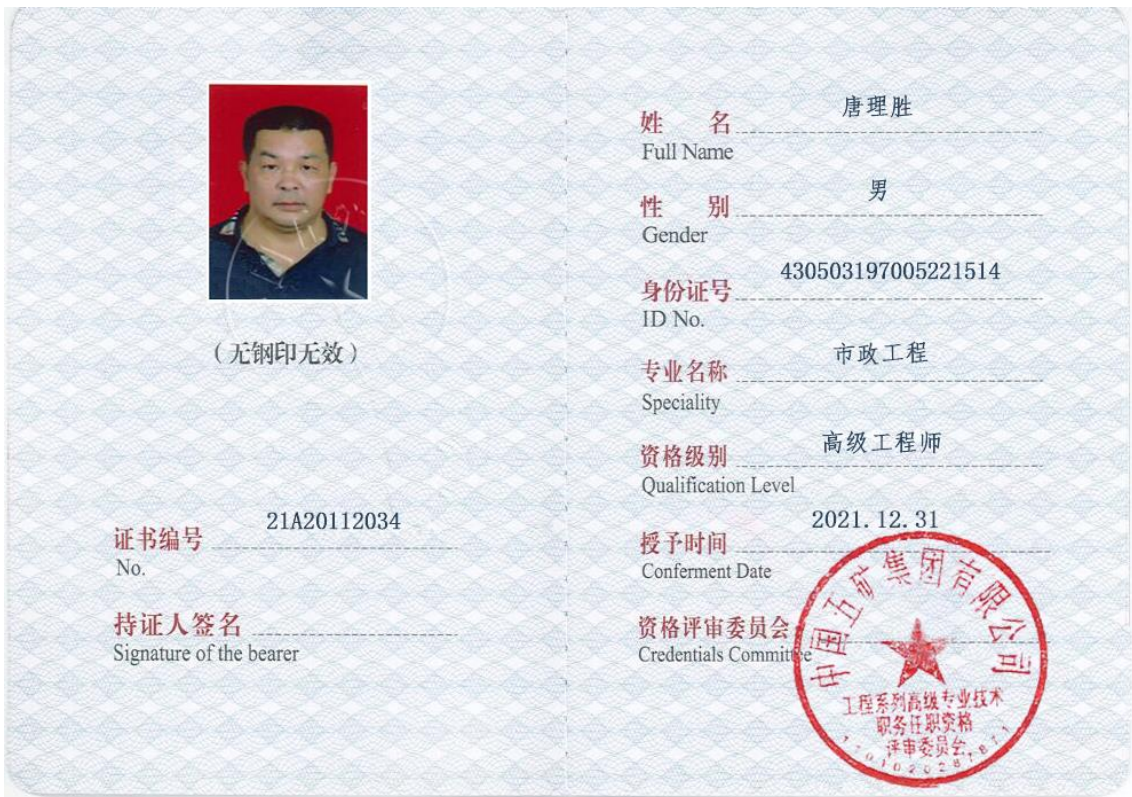 （无钢印无效）
证书编号 21A20112034
No.
持证人签名
Signature of the bearer
姓 名 唐理胜
Full Name
性 别 男
Gender
身份证号 430503197005221514
ID No.
专业名称 市政工程
Speciality
资格级别 高级工程师
Qualification Level
授予时间 2021.12.31
Conferment Date
资格评审委员会
Credentials Committee
中国五矿集团有限公司
工程系列高级专业技术
职务任职资格
评审委员会